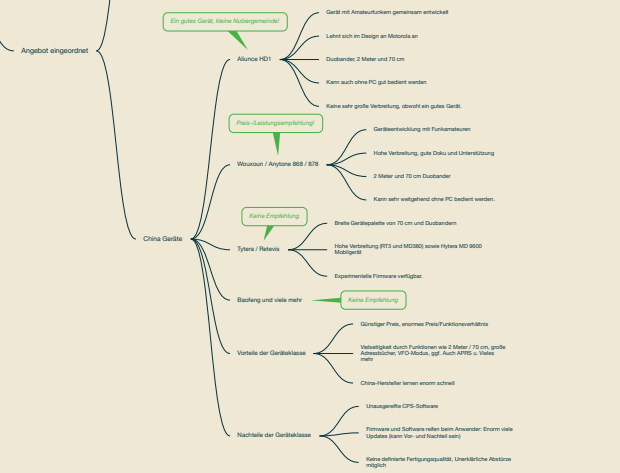 Angebot eingeordnet
China Geräte
Ein gutes Gerät, kleine Nutzergemeinde!
Ailunce HD1
Gerät mit Amateurfunkern gemeinsam entwickelt
Lehnt sich im Design an Motorola an
Duobander, 2 Meter und 70 cm
Kann auch ohne PC gut bedient werden
Keine sehr große Verbreitung, obwohl ein gutes Gerät.
Preis-/Leistungsempfehlung!
Wouxoun / Anytone 868 / 878
Geräteentwicklung mit Funkamateuren
Hohe Verbreitung, gute Doku und Unterstützung
2 Meter und 70 cm Duobander
Kann sehr weitgehend ohne PC bedient werden.
Keine Empfehlung
Tytera / Retevis
Breite Gerätepalette von 70 cm und Duobandern
Hohe Verbreitung (RT3 und MD380) sowie Hytera MD 9600
Mobilgerät
Experimentelle Firmware verfügbar.
Baofeng und viele mehr
Keine Empfehlung
Vorteile der Geräteklasse
Günstiger Preis, enormes Preis/Funktionsverhältnis
Vielseitigkeit durch Funktionen wie 2 Meter / 70 cm, große
Adressbücher, VFO-Modus, ggf. Auch APRS u. Vieles
mehr
China-Hersteller lernen enorm schnell
Nachteile der Geräteklasse
Unausgereifte CPS-Software
Firmware und Software reifen beim Anwender: Enorm viele
Updates (kann Vor- und Nachteil sein)
Keine definierte Fertigungsqualität, Unerklärliche Abstürze
möglich